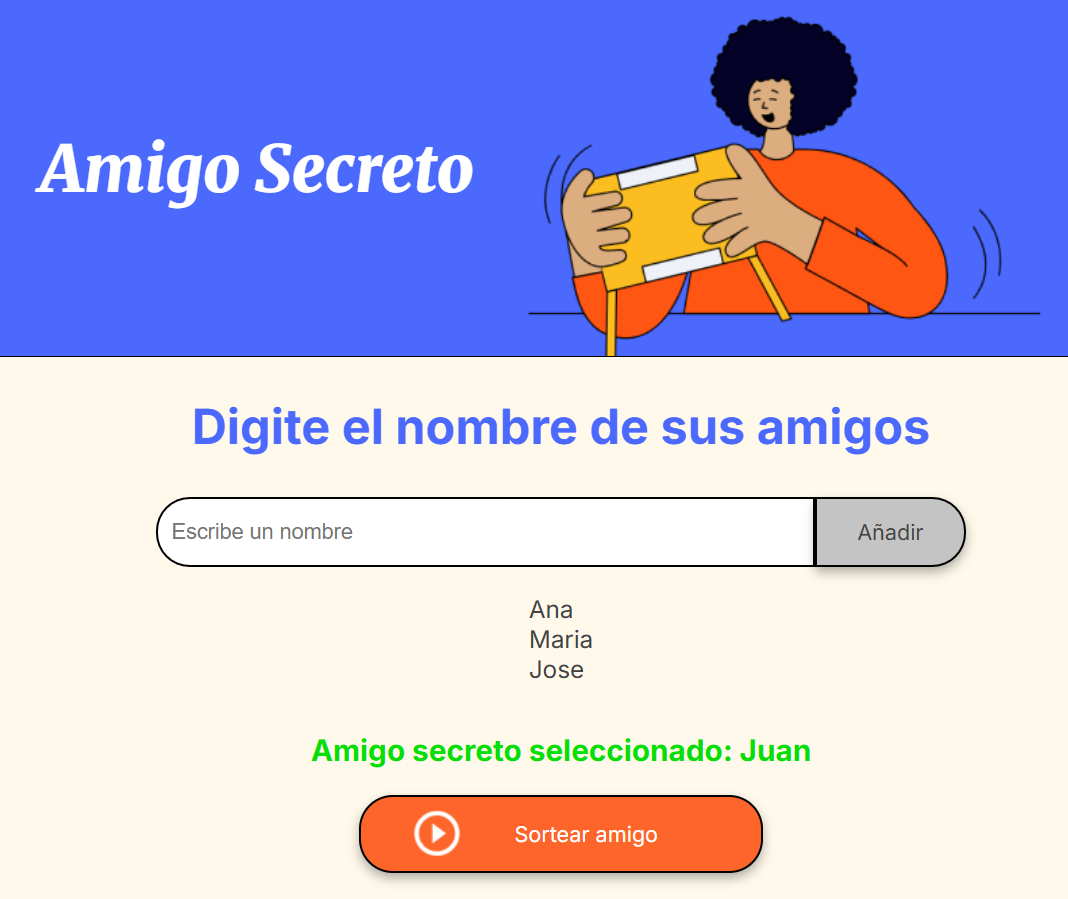 Amigo Secreto
Digite el nombre de sus amigos
Escribe un nombre
Añadir
Ana
Maria
Jose
Amigo secreto seleccionado: Juan
Sortear amigo